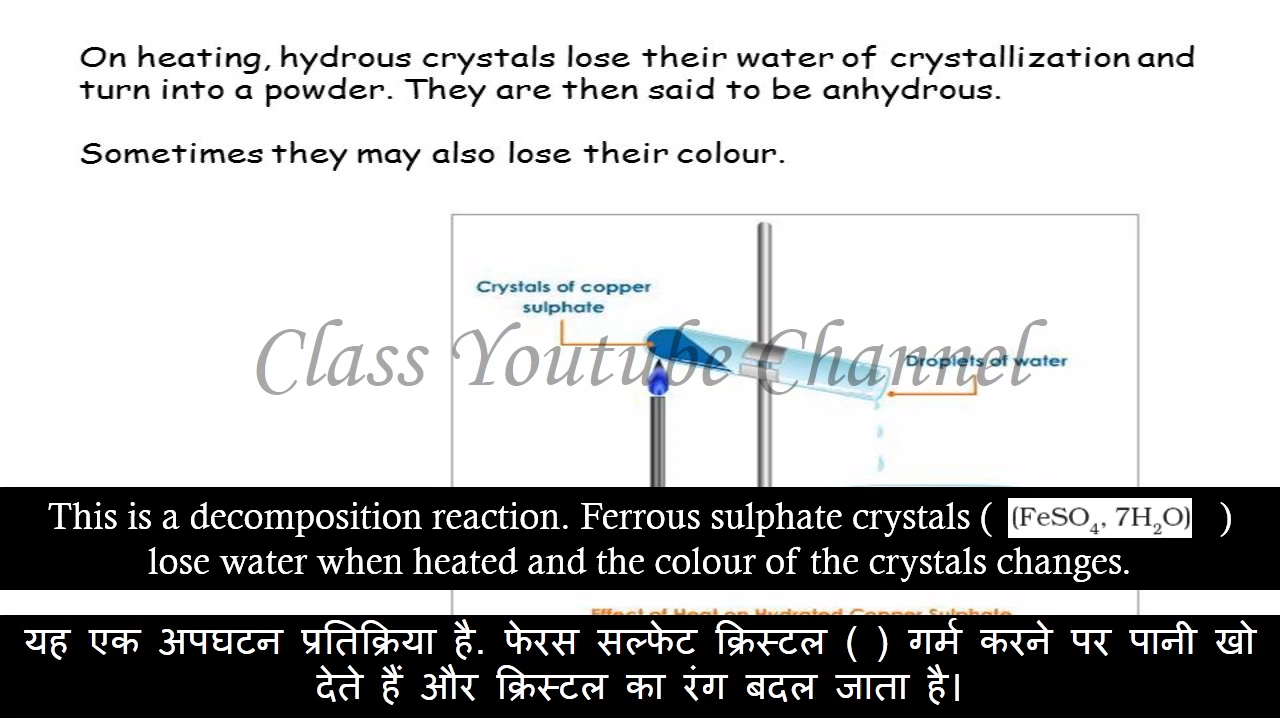 On heating, hydrous crystals lose their water of crystallization and
turn into a powder. They are then said to be anhydrous.
Sometimes they may also lose their colour.
Crystals of copper
sulphate
Class Youtube Channel
Droplets of water
This is a decomposition reaction. Ferrous sulphate crystals ( (FeSO₄, 7H₂O) )
lose water when heated and the colour of the crystals changes.
Effect of Heat on Hydrated Copper Sulphate
यह एक अपघटन प्रतिक्रिया है. फेरस सल्फेट क्रिस्टल ( ) गर्म करने पर पानी खो
देते हैं और क्रिस्टल का रंग बदल जाता है।